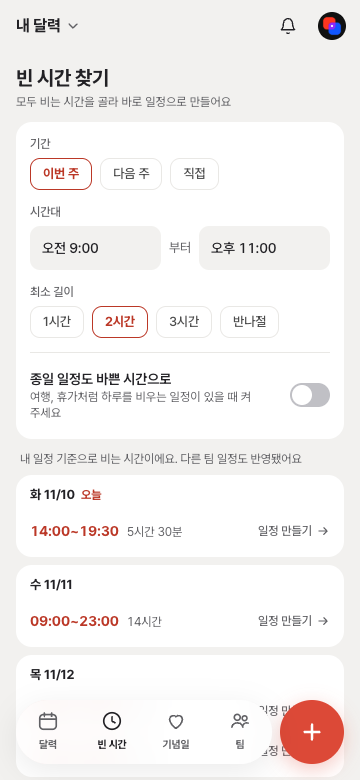 내 달력
빈 시간 찾기
모두 비는 시간을 골라 바로 일정으로 만들어요
기간
이번 주 다음 주 직접
시간대
오전 9:00 부터 오후 11:00
최소 길이
1시간 2시간 3시간 반나절
종일 일정도 바쁜 시간으로
여행, 휴가처럼 하루를 비우는 일정이 있을 때 켜
주세요
내 일정 기준으로 비는 시간이에요. 다른 팀 일정도 반영됐어요
화 11/10 오늘
14:00~19:30 5시간 30분 일정 만들기 →
수 11/11
09:00~23:00 14시간 일정 만들기 →
목 11/12
달력 빈 시간 기념일 팀